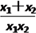 x₁ + x₂
x₁x₂